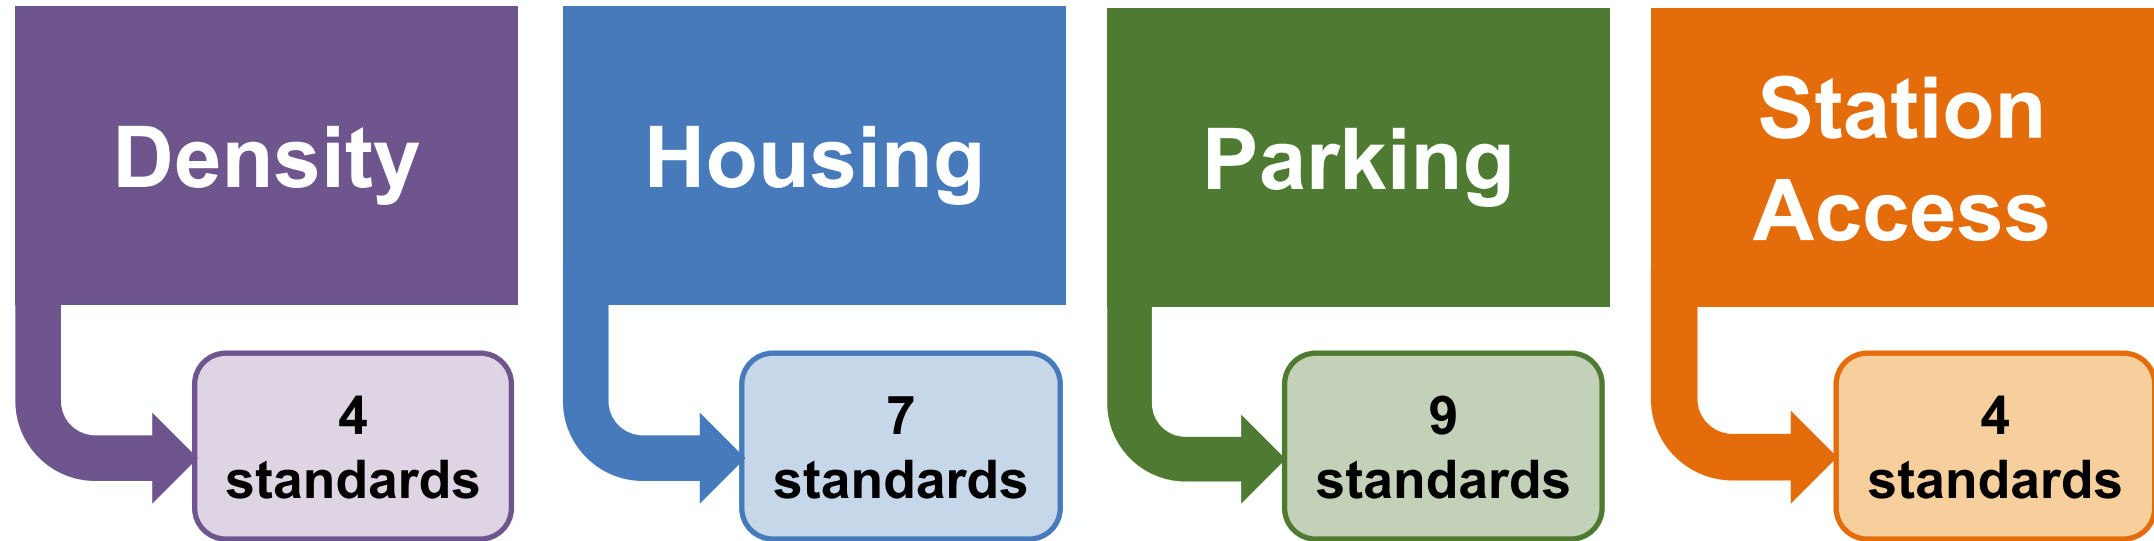 Density
4
standards
Housing
7
standards
Parking
9
standards
Station
Access
4
standards